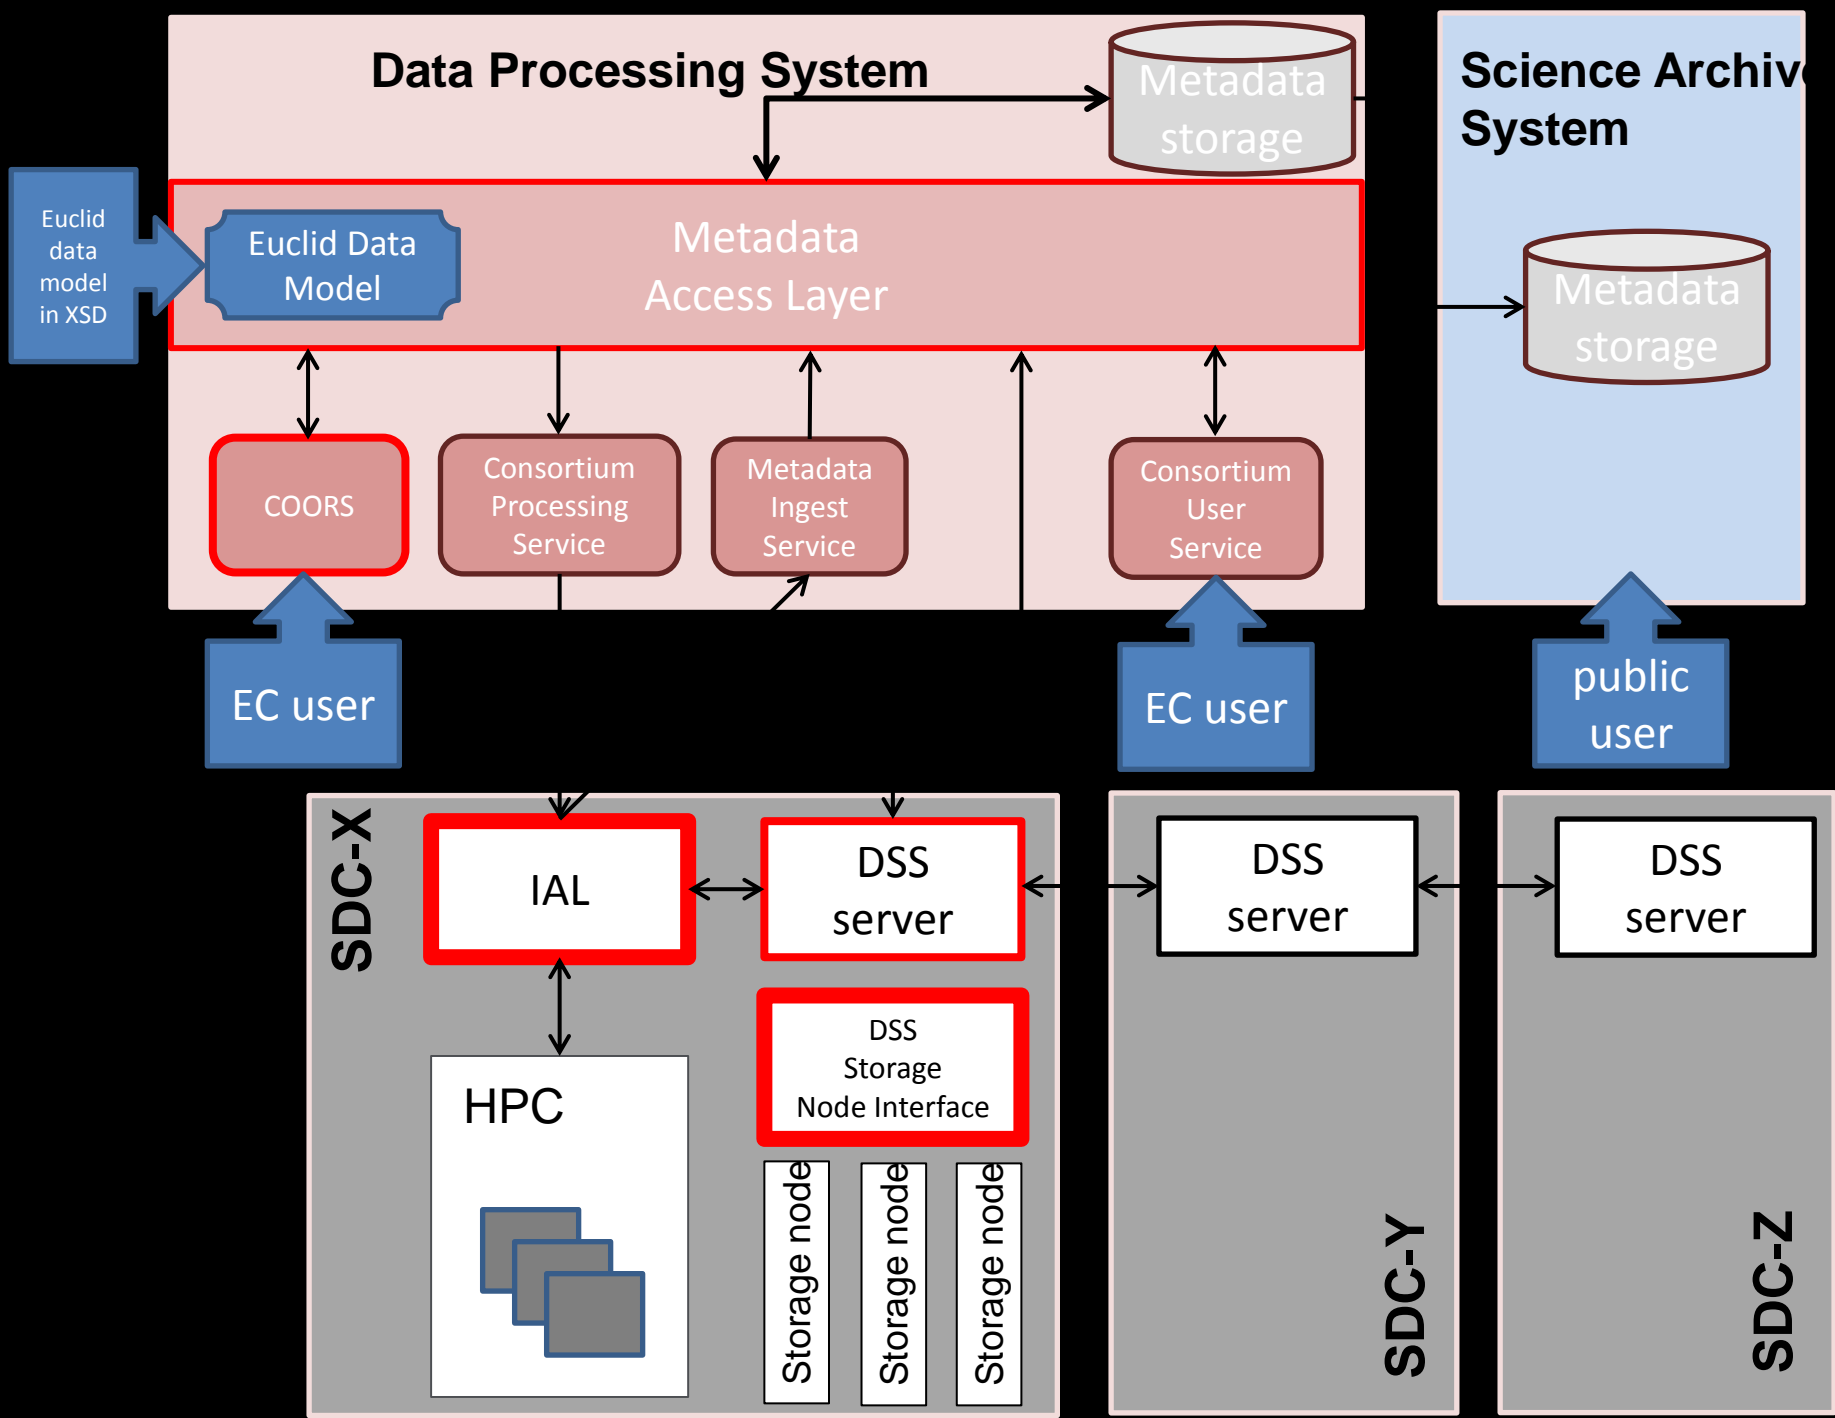 Data Processing System
Metadata
storage
Science Archive
System
Euclid
data
model
in XSD
Euclid Data
Model
Metadata
Access Layer
Metadata
storage
COORS
Consortium
Processing
Service
Metadata
Ingest
Service
Consortium
User
Service
EC user
EC user
public
user
SDC-X
IAL
DSS
server
DSS
server
DSS
server
DSS
Storage
Node Interface
HPC
Storage node
Storage node
Storage node
SDC-Y
SDC-Z